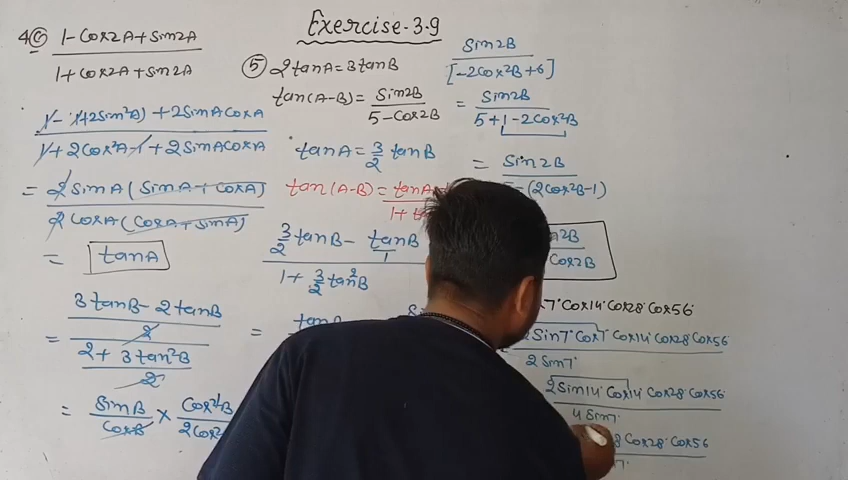 Exercise-3.9
4 c) 1-Cos2A+Sin2A
1+Cos2A+Sin2A
1-1+2Sin²A)+2SinACosA
1+2Cos²A-1+2SinACosA
= 2SinA(SinA+CosA)
2CosA(CosA+SinA)
= tanA
5) 2tanA=3tanB
tan(A-B)= Sin2B
5-Cos2B
tanA= 3 tanB
2
tan(A-B)= tanA
1+
3 tanB- tanB
2 1
1+ 3 tan²B
2
= 3tanB-2tanB
2
2+3tan²B
2
=
= SinB × Cos²B
CosB 2Cos²
Sin2B
[-2Cos²B+6]
= Sin2B
5+1-2Cos²B
= Sin2B
-(2Cos²B-1)
2B
Cos2B
7° Cos14° Cos28° Cos56°
2Sin7° Cos7° Cos14° Cos28° Cos56°
2Sin7°
2Sin14° Cos14° Cos28° Cos56°
4Sin7°
Cos28° Cos56°